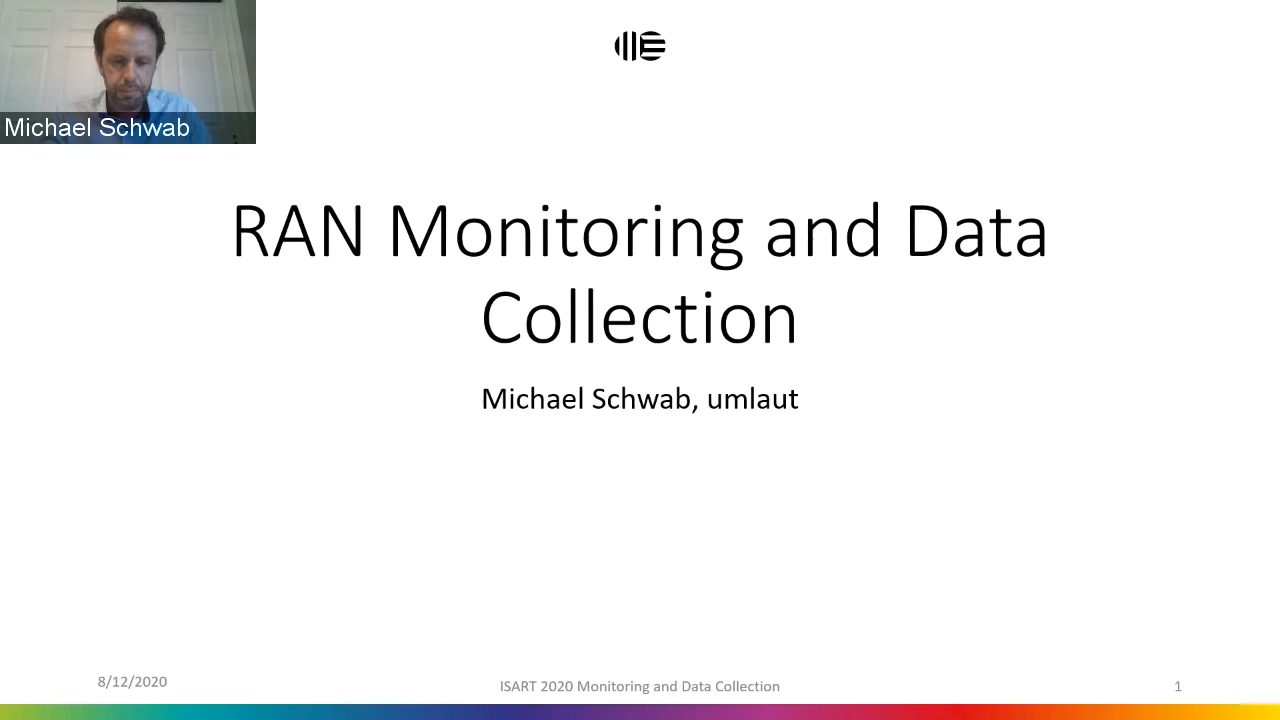 Michael Schwab
RAN Monitoring and Data
Collection
Michael Schwab, umlaut
8/12/2020
ISART 2020 Monitoring and Data Collection
1